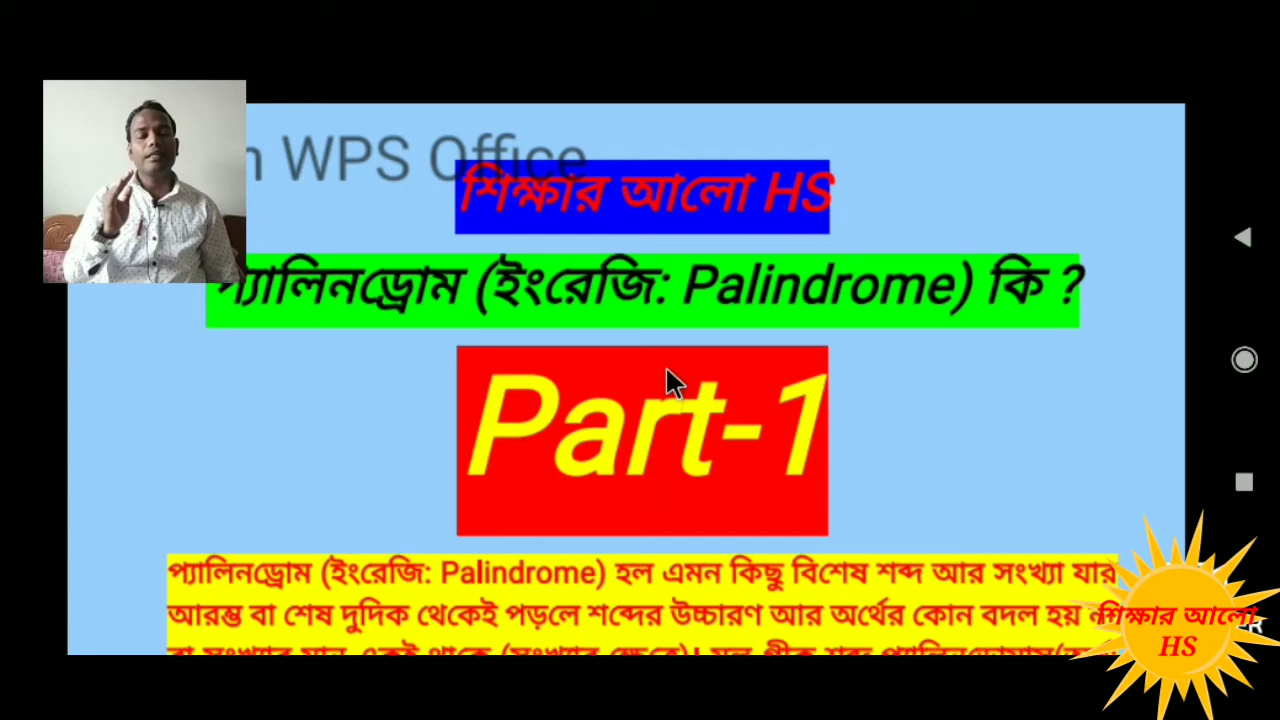 WPS Office
শিক্ষার আলো HS
প্যালিনড্রোম (ইংরেজি: Palindrome) কি ?
Part-1
প্যালিনড্রোম (ইংরেজি: Palindrome) হল এমন কিছু বিশেষ শব্দ আর সংখ্যা যার
আরম্ভ বা শেষ দুদিক থেকেই পড়লে শব্দের উচ্চারণ আর অর্থের কোন বদল হয়
শিক্ষার আলো
HS